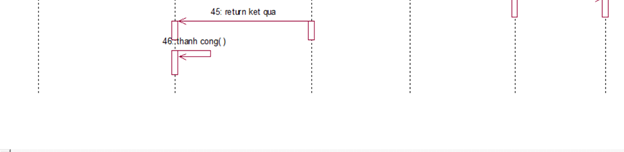 45: return ket qua
46: thanh cong( )